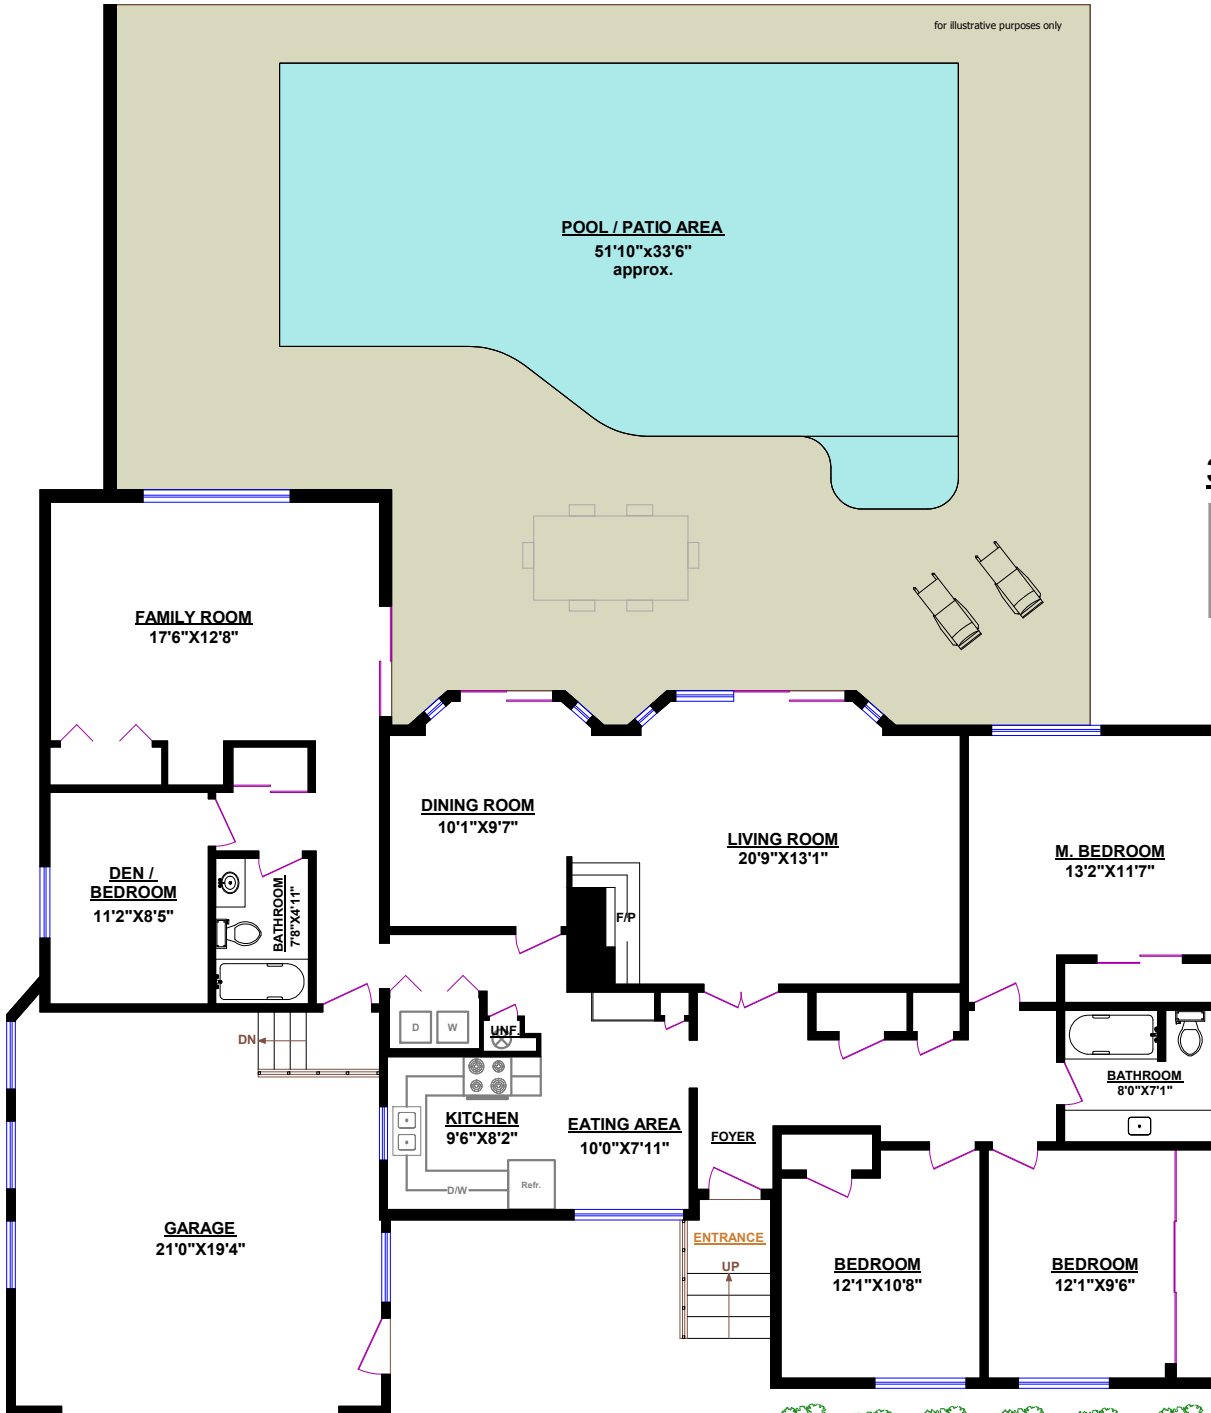 for illustrative purposes only
POOL / PATIO AREA
51'10"x33'6"
approx.
FAMILY ROOM
17'6"X12'8"
DINING ROOM
10'1"X9'7"
LIVING ROOM
20'9"X13'1"
M. BEDROOM
13'2"X11'7"
DEN /
BEDROOM
11'2"X8'5"
BATHROOM
7'8"X4'11"
F/P
D
W
UNF.
DN
KITCHEN
9'6"X8'2"
EATING AREA
10'0"X7'11"
D/W
Refr.
FOYER
BATHROOM
8'0"X7'1"
GARAGE
21'0"X19'4"
ENTRANCE
UP
BEDROOM
12'1"X10'8"
BEDROOM
12'1"X9'6"